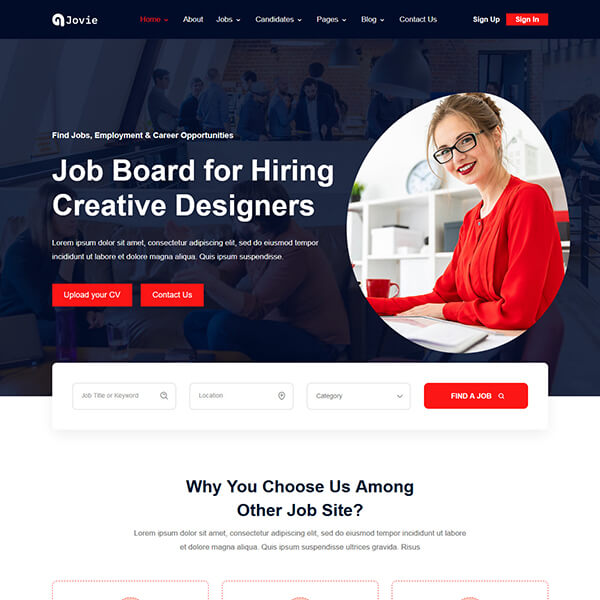 Jovie
Home About Jobs Candidates Pages Blog Contact Us Sign Up Sign In
Find Jobs, Employment & Career Opportunities
Job Board for Hiring
Creative Designers
Lorem ipsum dolor sit amet, consectetur adipiscing elit, sed do eiusmod tempor
incididunt ut labore dolore magna aliqua. Quis ipsum suspendisse.
Upload your CV Contact Us
Job Title or Keyword Location Category FIND A JOB
Why You Choose Us Among
Other Job Site?
Lorem ipsum dolor sit amet, consectetur adipiscing elit, sed do eiusmod tempor incididunt ut labore et
dolore magna aliqua. Quis ipsum suspendisse ultrices gravida. Risus